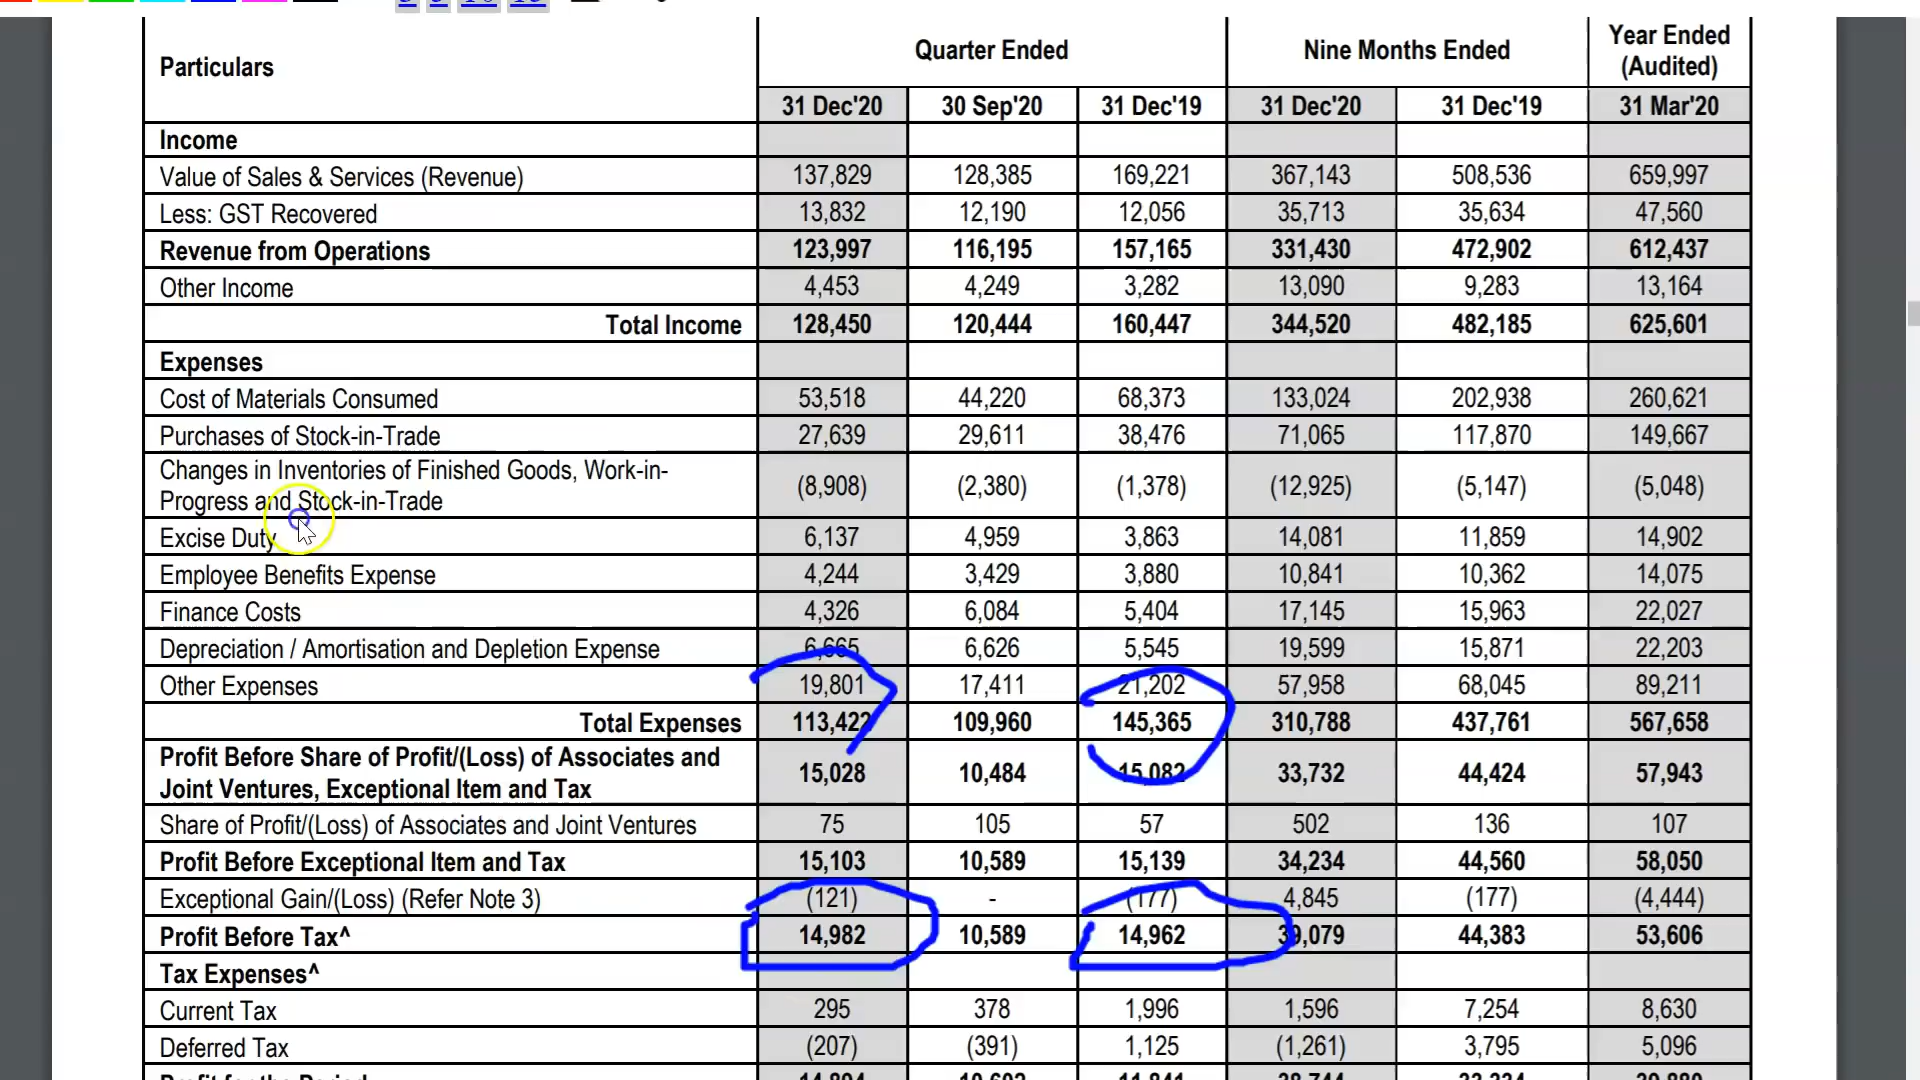 Particulars Quarter Ended Nine Months Ended Year Ended (Audited)
31 Dec'20 30 Sep'20 31 Dec'19 31 Dec'20 31 Dec'19 31 Mar'20
Income
Value of Sales & Services (Revenue) 137,829 128,385 169,221 367,143 508,536 659,997
Less: GST Recovered 13,832 12,190 12,056 35,713 35,634 47,560
Revenue from Operations 123,997 116,195 157,165 331,430 472,902 612,437
Other Income 4,453 4,249 3,282 13,090 9,283 13,164
Total Income 128,450 120,444 160,447 344,520 482,185 625,601
Expenses
Cost of Materials Consumed 53,518 44,220 68,373 133,024 202,938 260,621
Purchases of Stock-in-Trade 27,639 29,611 38,476 71,065 117,870 149,667
Changes in Inventories of Finished Goods, Work-in-
Progress and Stock-in-Trade (8,908) (2,380) (1,378) (12,925) (5,147) (5,048)
Excise Duty 6,137 4,959 3,863 14,081 11,859 14,902
Employee Benefits Expense 4,244 3,429 3,880 10,841 10,362 14,075
Finance Costs 4,326 6,084 5,404 17,145 15,963 22,027
Depreciation / Amortisation and Depletion Expense 6,665 6,626 5,545 19,599 15,871 22,203
Other Expenses 19,801 17,411 21,202 57,958 68,045 89,211
Total Expenses 113,422 109,960 145,365 310,788 437,761 567,658
Profit Before Share of Profit/(Loss) of Associates and
Joint Ventures, Exceptional Item and Tax 15,028 10,484 15,082 33,732 44,424 57,943
Share of Profit/(Loss) of Associates and Joint Ventures 75 105 57 502 136 107
Profit Before Exceptional Item and Tax 15,103 10,589 15,139 34,234 44,560 58,050
Exceptional Gain/(Loss) (Refer Note 3) (121) - (177) 4,845 (177) (4,444)
Profit Before Tax^ 14,982 10,589 14,962 39,079 44,383 53,606
Tax Expenses^
Current Tax 295 378 1,996 1,596 7,254 8,630
Deferred Tax (207) (391) 1,125 (1,261) 3,795 5,096